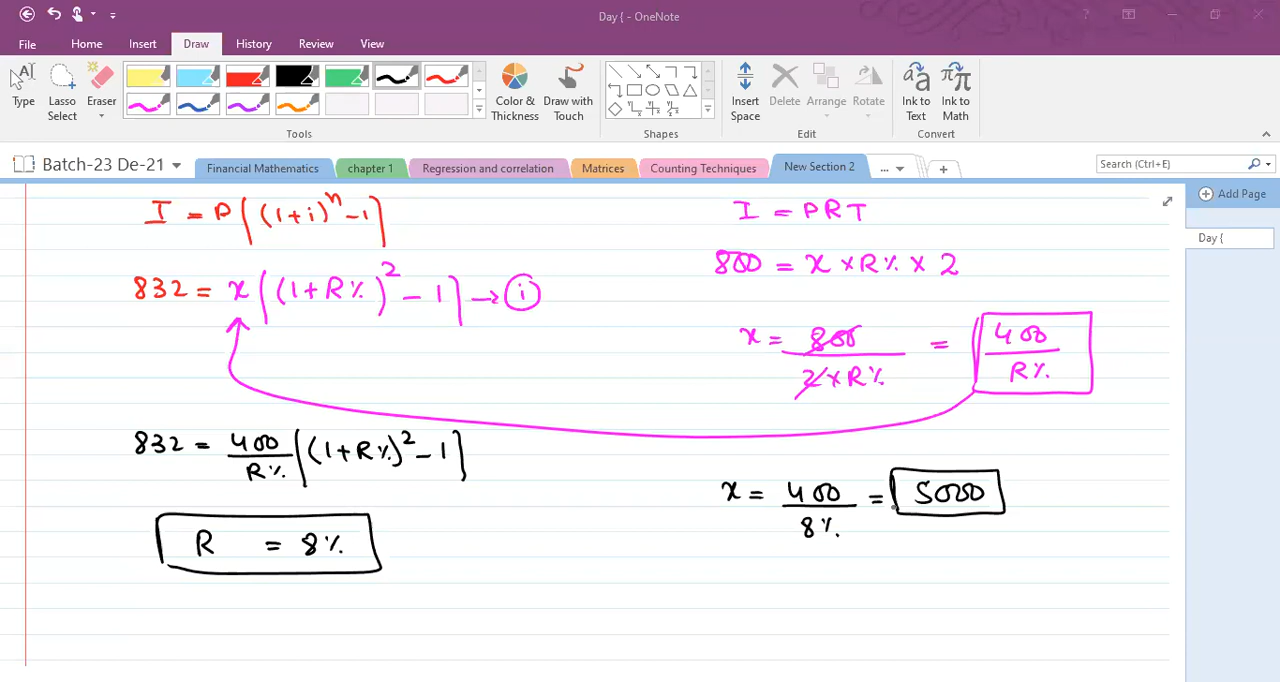 Day { - OneNote
File Home Insert Draw History Review View
Type
Lasso Select
Eraser
Color & Thickness
Draw with Touch
Insert Space
Delete
Arrange
Rotate
Ink to Text
Ink to Math
Tools
Shapes
Edit
Convert
Batch-23 De-21
Financial Mathematics
chapter 1
Regression and correlation
Matrices
Counting Techniques
New Section 2
...
Search (Ctrl+E)
Add Page
Day {
I = P[(1+i)^n - 1]
832 = x[(1+R%)^2 - 1] → (i)
I = PRT
800 = x × R% × 2
x = 800 / 2×R% = 400 / R%
832 = 400 / R% [(1+R%)^2 - 1]
R = 8%
x = 400 / 8% = 5000